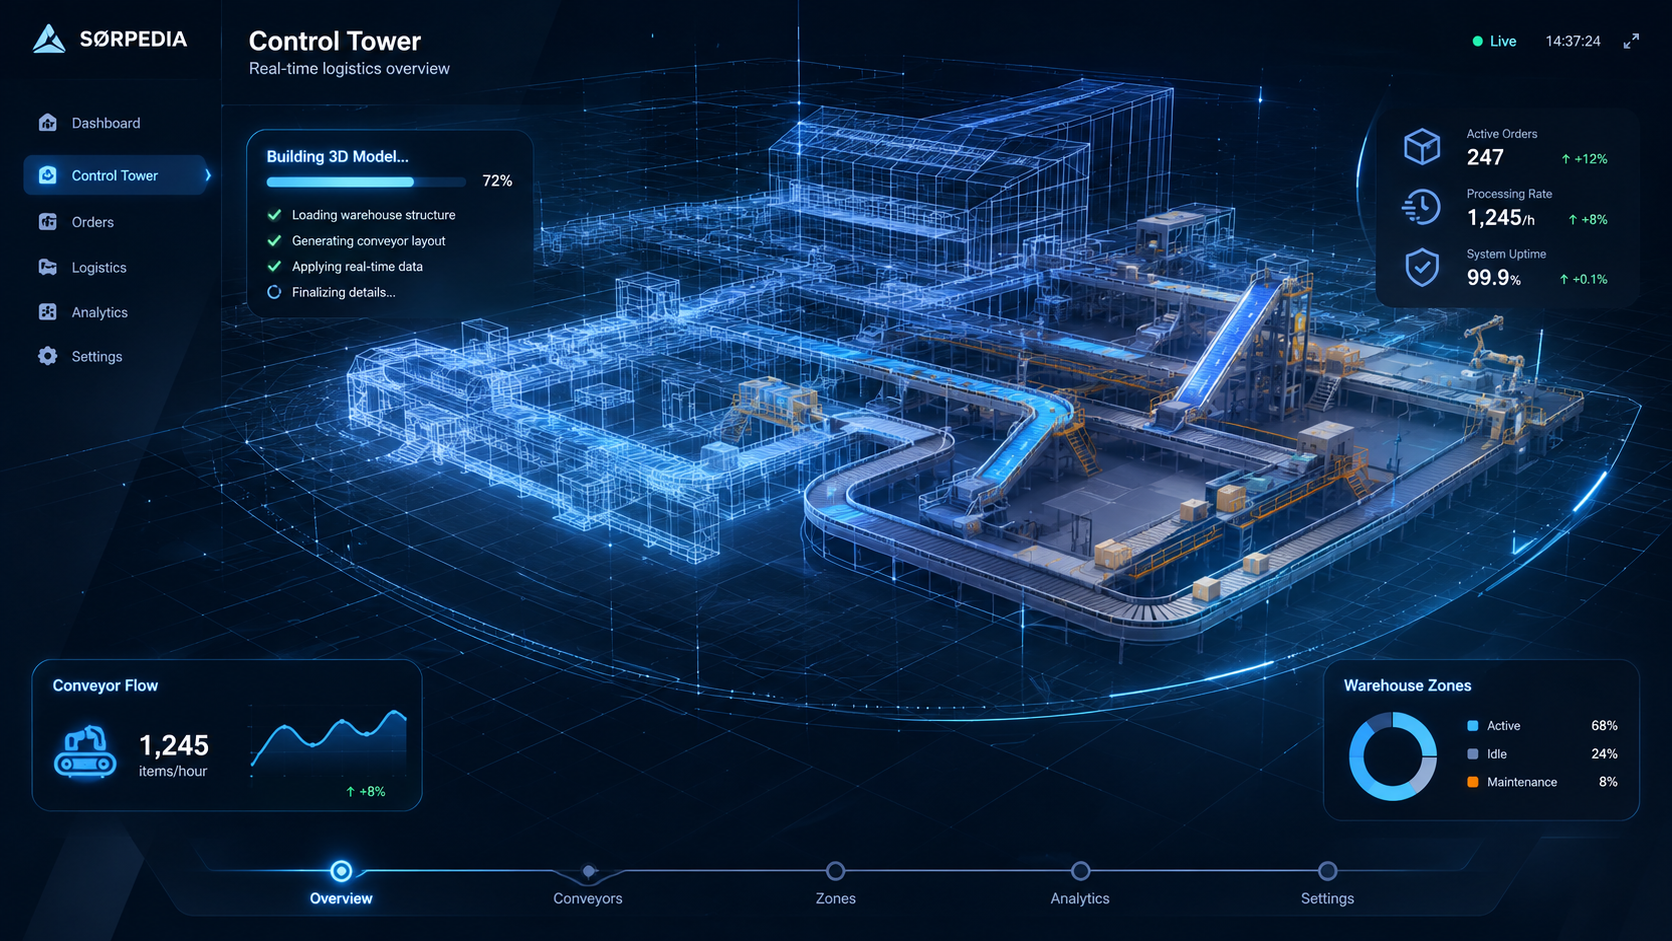 SØRPEDIA
Dashboard
Control Tower
Orders
Logistics
Analytics
Settings
Control Tower
Real-time logistics overview
Live 14:37:24
Building 3D Model...
72%
Loading warehouse structure
Generating conveyor layout
Applying real-time data
Finalizing details...
Active Orders
247 ↑ +12%
Processing Rate
1,245/h ↑ +8%
System Uptime
99.9% ↑ +0.1%
Conveyor Flow
1,245
items/hour
↑ +8%
Warehouse Zones
Active 68%
Idle 24%
Maintenance 8%
Overview
Conveyors
Zones
Analytics
Settings